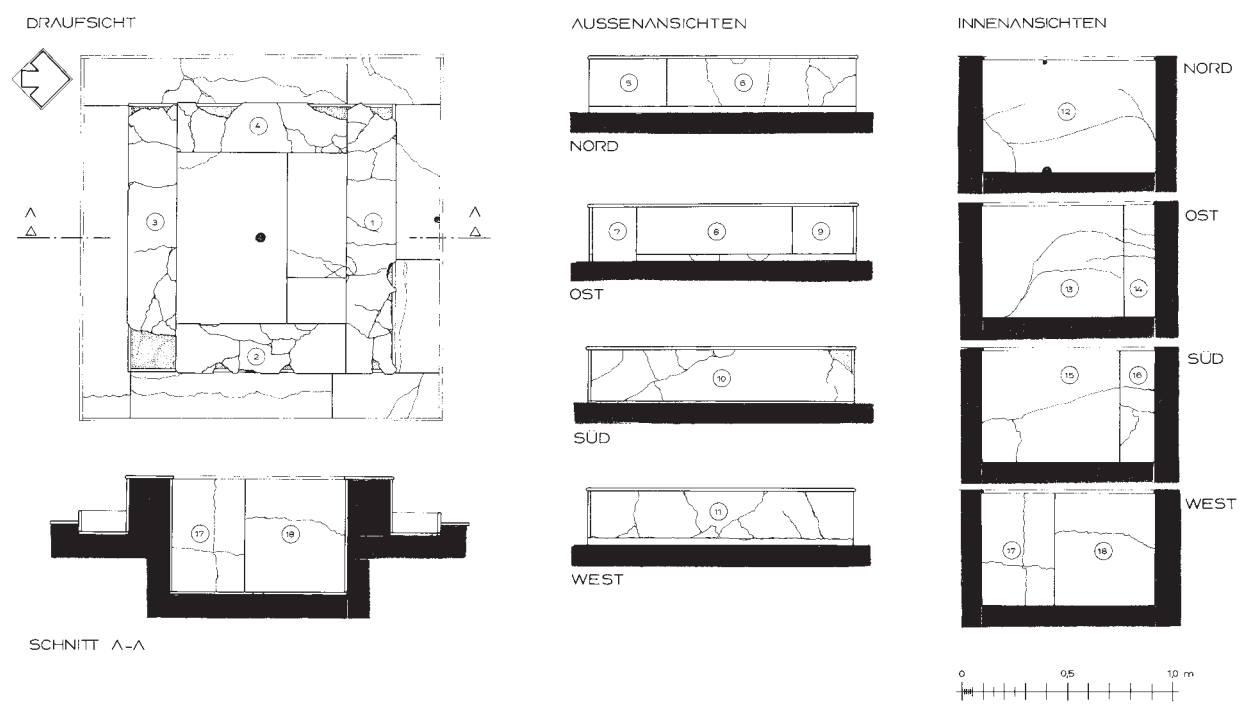 DRAUFSICHT
4
3
1
2
17
18
SCHNITT A-A
AUSSENANSICHTEN
5
6
NORD
7
8
9
OST
10
SÜD
11
WEST
INNENANSICHTEN
NORD
12
OST
13
14
SÜD
15
16
WEST
17
18
0
0,5
1,0 m